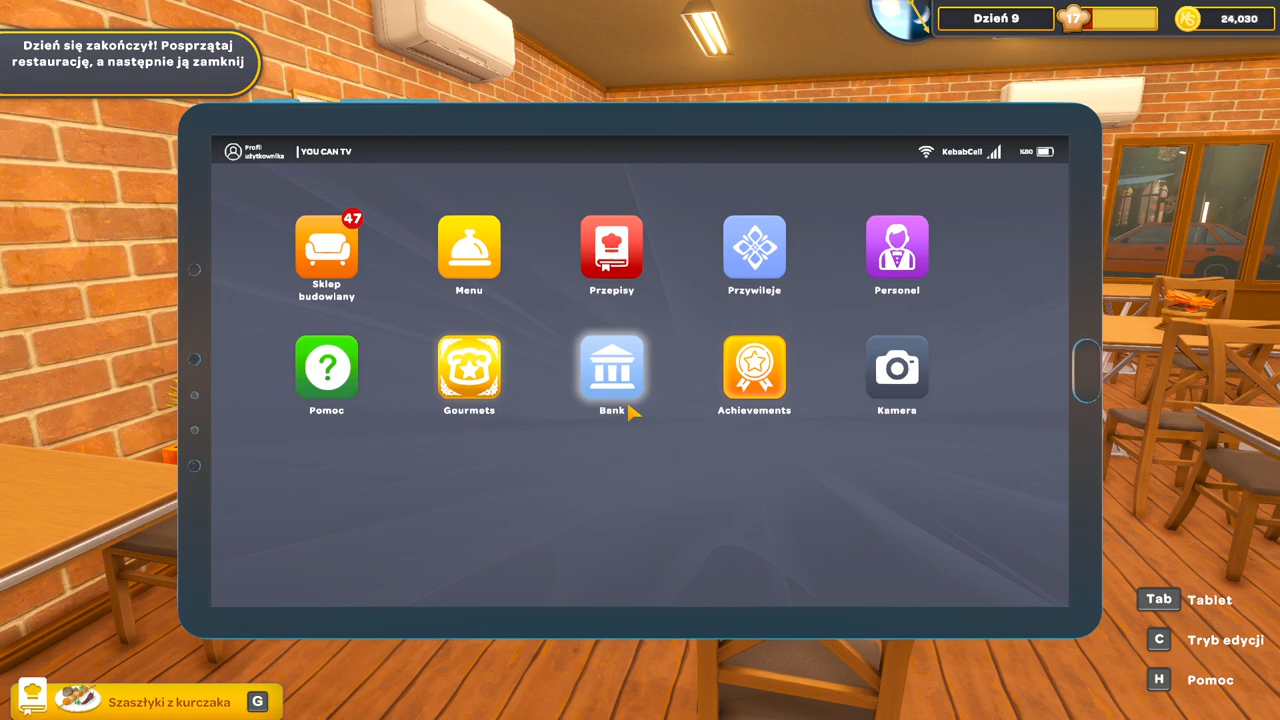 Dzień się zakończył! Posprzątaj
restaurację, a następnie ją zamknij
Dzień 9
17
24,030
Profil
użytkownika
YOU CAN TV
KebabCell
%80
47
Sklep
budowlany
Menu
Przepisy
Przywileje
Personel
?
Pomoc
Gourmets
Bank
Achievements
Kamera
Tab Tablet
C Tryb edycji
H Pomoc
Szaszłyki z kurczaka G